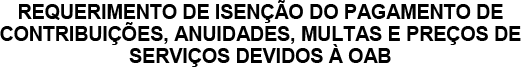 REQUERIMENTO DE ISENÇÃO DO PAGAMENTO DE
CONTRIBUIÇÕES, ANUIDADES, MULTAS E PREÇOS DE
SERVIÇOS DEVIDOS À OAB